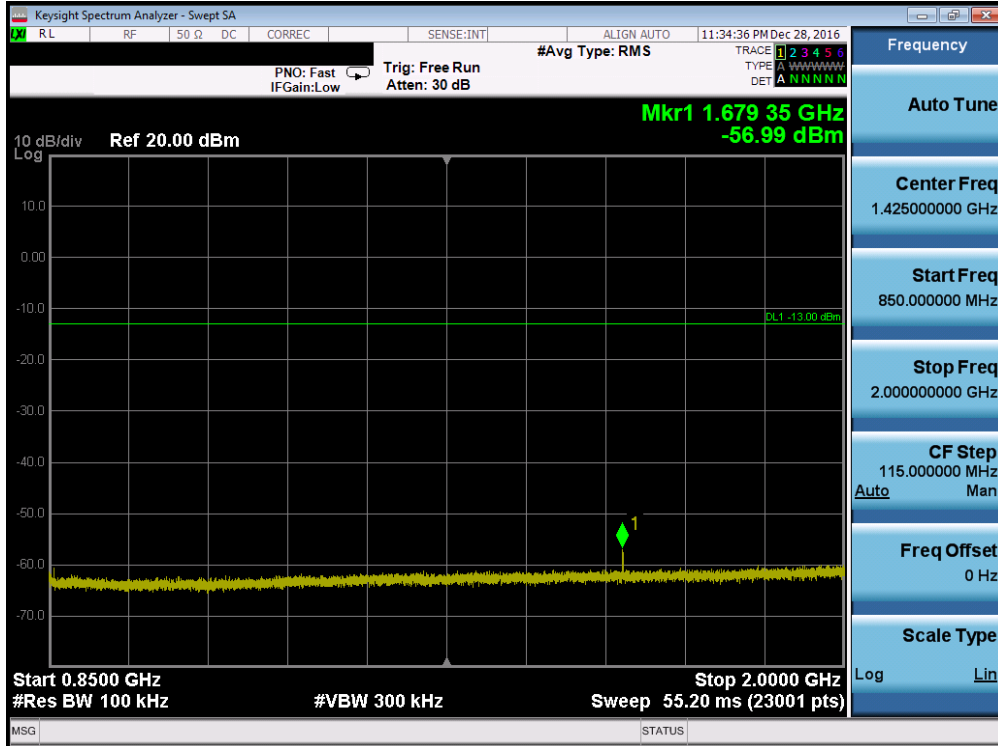 Keysight Spectrum Analyzer - Swept SA
LXI RL RF 50 Ω DC CORREC SENSE:INT ALIGN AUTO 11:34:36 PM Dec 28, 2016
Frequency
#Avg Type: RMS TRACE 1 2 3 4 5 6
PNO: Fast Trig: Free Run TYPE A WWWWW
IFGain:Low Atten: 30 dB DET A N N N N N
Auto Tune
Mkr1 1.679 35 GHz
10 dB/div Ref 20.00 dBm -56.99 dBm
Log
Center Freq
1.425000000 GHz
10.0
0.00
Start Freq
850.000000 MHz
-10.0
DL1 -13.00 dBm
-20.0
Stop Freq
2.000000000 GHz
-30.0
-40.0
CF Step
115.000000 MHz
Auto Man
-50.0
1
Freq Offset
0 Hz
-60.0
-70.0
Scale Type
Log Lin
Start 0.8500 GHz Stop 2.0000 GHz
#Res BW 100 kHz #VBW 300 kHz Sweep 55.20 ms (23001 pts)
MSG STATUS